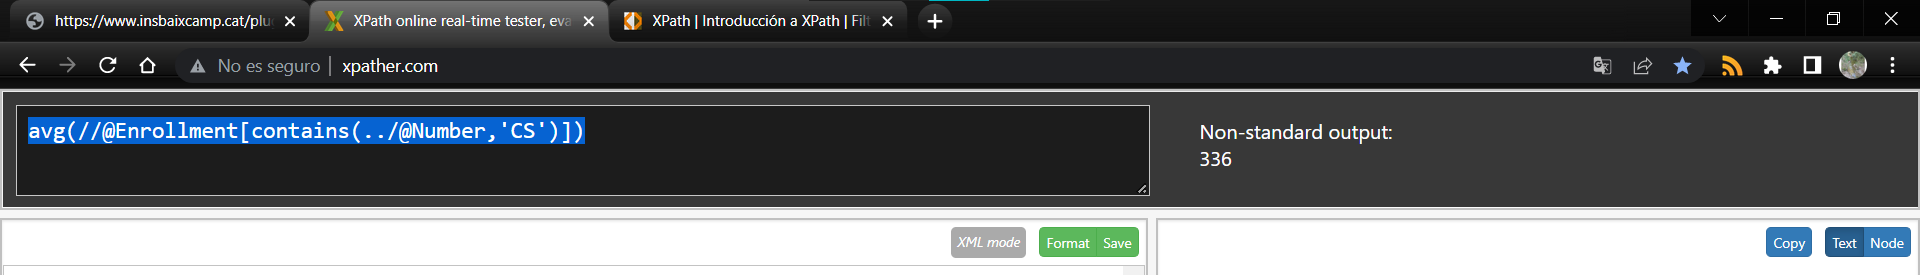 https://www.insbaixcamp.cat/plu
XPath online real-time tester, eva
XPath | Introducción a XPath | Filt
No es seguro | xpather.com
avg(//@Enrollment[contains(../@Number,'CS')])
Non-standard output:
336
XML mode
Format
Save
Copy
Text
Node